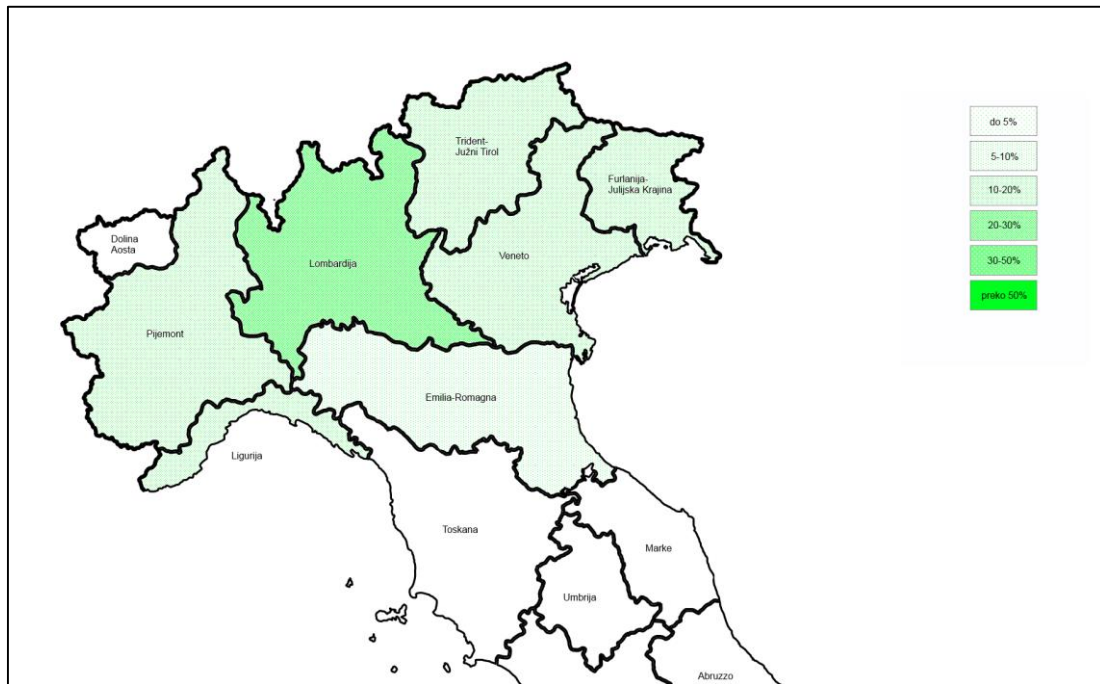 do 5%
5-10%
10-20%
20-30%
30-50%
preko 50%
Trident-
Južni Tirol
Furlanija-
Julijska Krajina
Dolina
Aosta
Veneto
Lombardija
Pijemont
Emilia-Romagna
Ligurija
Toskana
Marke
Umbrija
Abruzzo